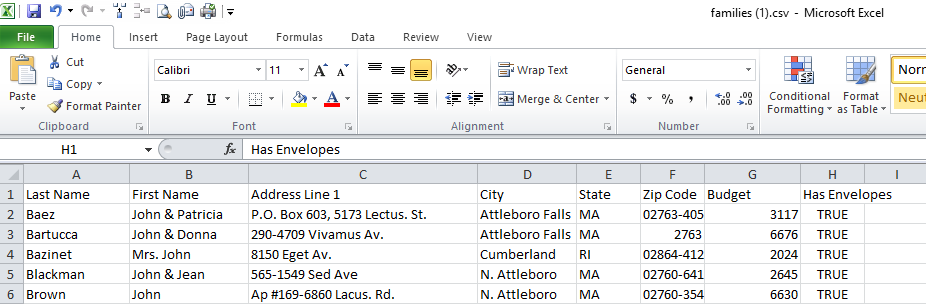 families (1).csv - Microsoft Excel
File Home Insert Page Layout Formulas Data Review View
Paste
Cut
Copy
Format Painter
Clipboard
Calibri 11 A A
B I U A
Font
Wrap Text
Merge & Center
Alignment
General
$ % , .0 .00 .00 .0
Number
Conditional Formatting
Format as Table
Norr
Neut
H1 fx Has Envelopes
A B C D E F G H I
1 Last Name First Name Address Line 1 City State Zip Code Budget Has Envelopes
2 Baez John & Patricia P.O. Box 603, 5173 Lectus. St. Attleboro Falls MA 02763-405 3117 TRUE
3 Bartucca John & Donna 290-4709 Vivamus Av. Attleboro Falls MA 2763 6676 TRUE
4 Bazinet Mrs. John 8150 Eget Av. Cumberland RI 02864-412 2024 TRUE
5 Blackman John & Jean 565-1549 Sed Ave N. Attleboro MA 02760-641 2645 TRUE
6 Brown John Ap #169-6860 Lacus. Rd. N. Attleboro MA 02760-354 6630 TRUE